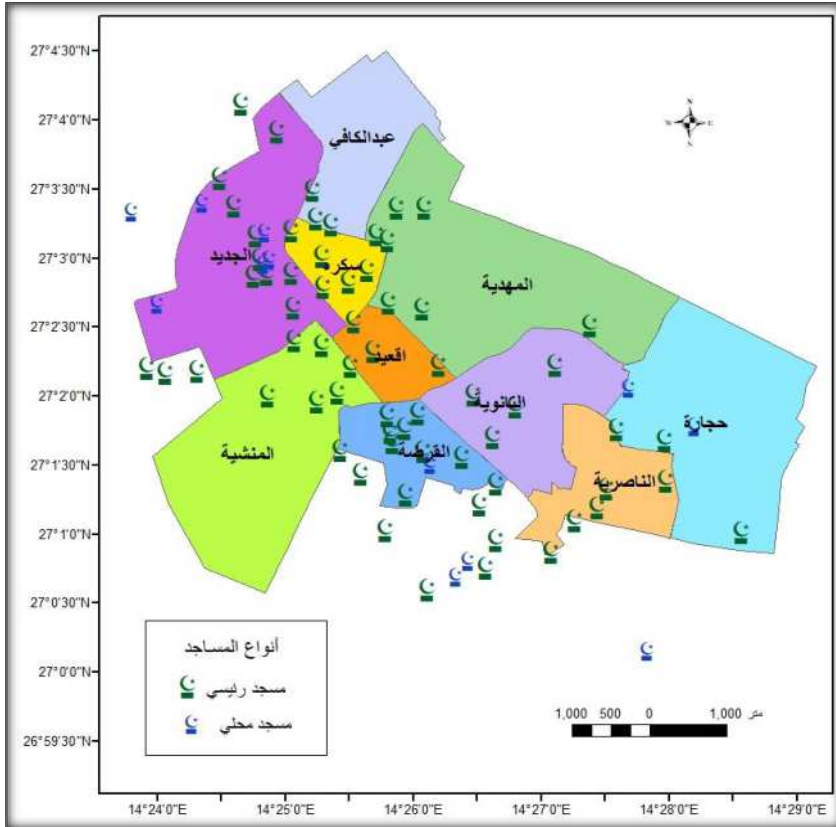 27°4'30"N
27°4'0"N
27°3'30"N
27°3'0"N
27°2'30"N
27°2'0"N
27°1'30"N
27°1'0"N
27°0'30"N
27°0'0"N
26°59'30"N
N
W E
S
عبدالكافي
الجديد
سكره
المهدية
اقعيد
الثانوية
حجارة
المنشية
القرضة
الناصرية
أنواع المساجد
مسجد رئيسي
مسجد محلي
1,000 500 0 1,000 متر
14°24'0"E 14°25'0"E 14°26'0"E 14°27'0"E 14°28'0"E 14°29'0"E